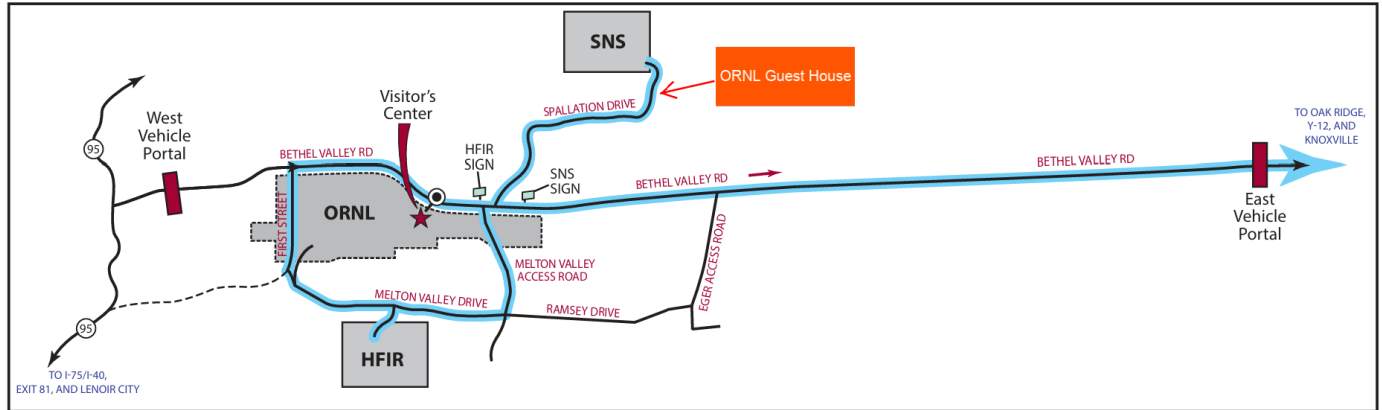 SNS
ORNL Guest House
Visitor's
Center
SPALLATION DRIVE
West
Vehicle
Portal
95
TO OAK RIDGE,
Y-12, AND
KNOXVILLE
BETHEL VALLEY RD
HFIR
SIGN
SNS
SIGN
BETHEL VALLEY RD
BETHEL VALLEY RD
East
Vehicle
Portal
ORNL
FIRST STREET
MELTON VALLEY
ACCESS ROAD
EGER ACCESS ROAD
MELTON VALLEY DRIVE
RAMSEY DRIVE
95
HFIR
TO I-75/I-40,
EXIT 81, AND LENOIR CITY